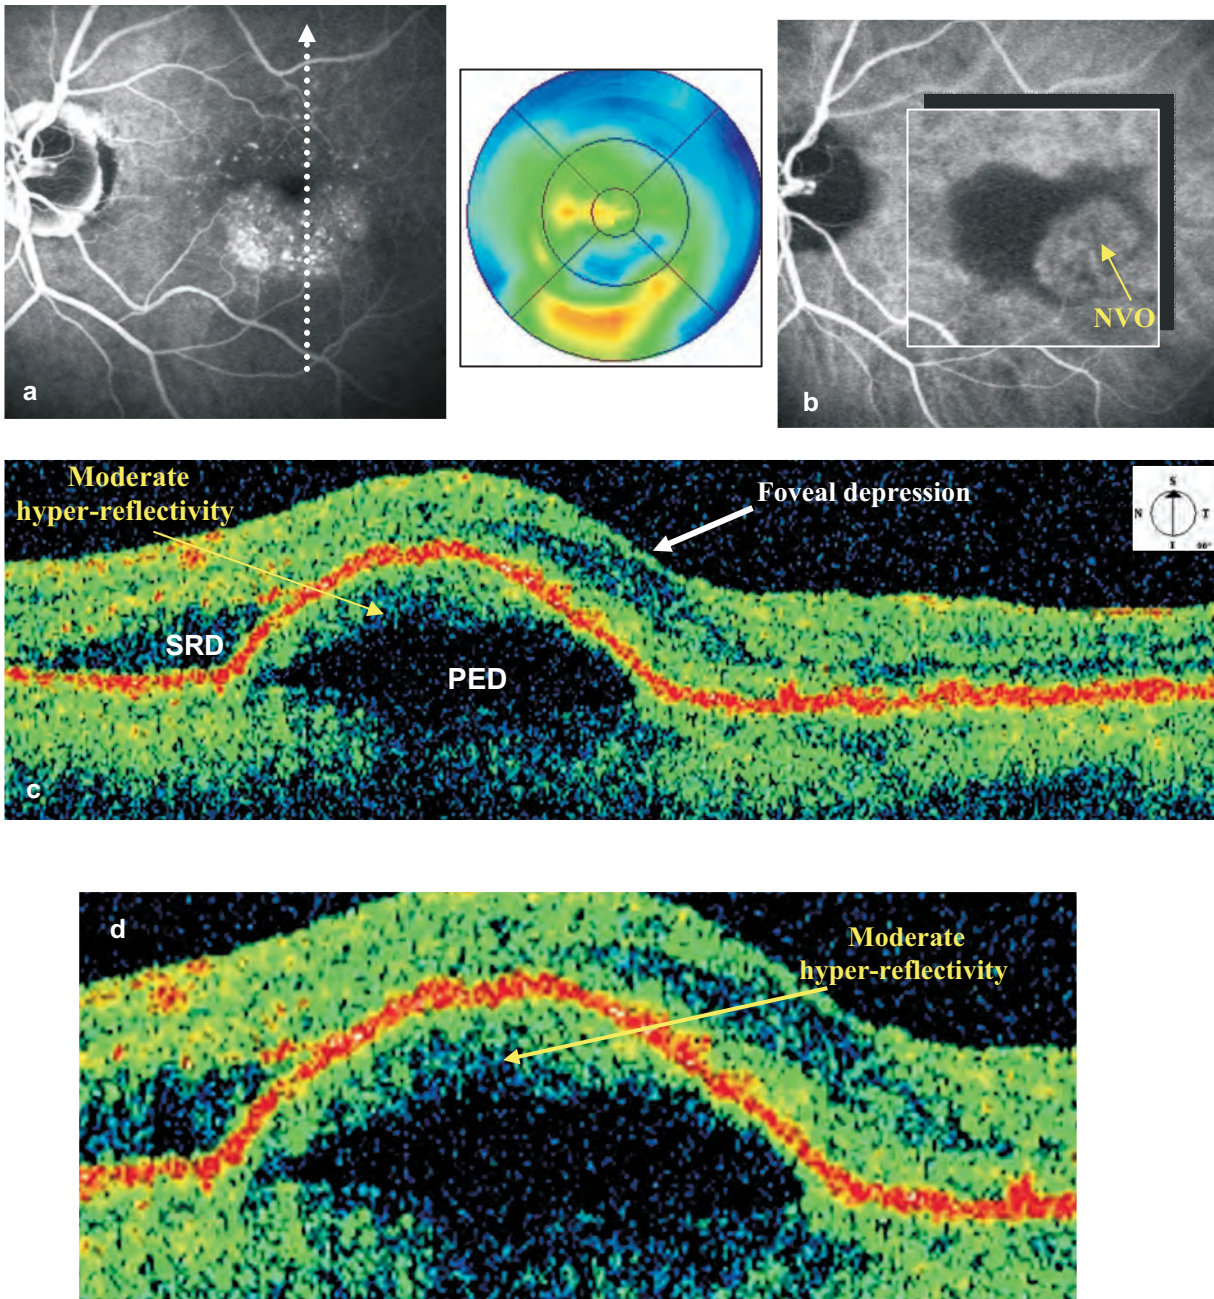 a
b
NVO
Moderate
hyper-reflectivity
Foveal depression
S
N T
I
SRD
PED
c
d
Moderate
hyper-reflectivity